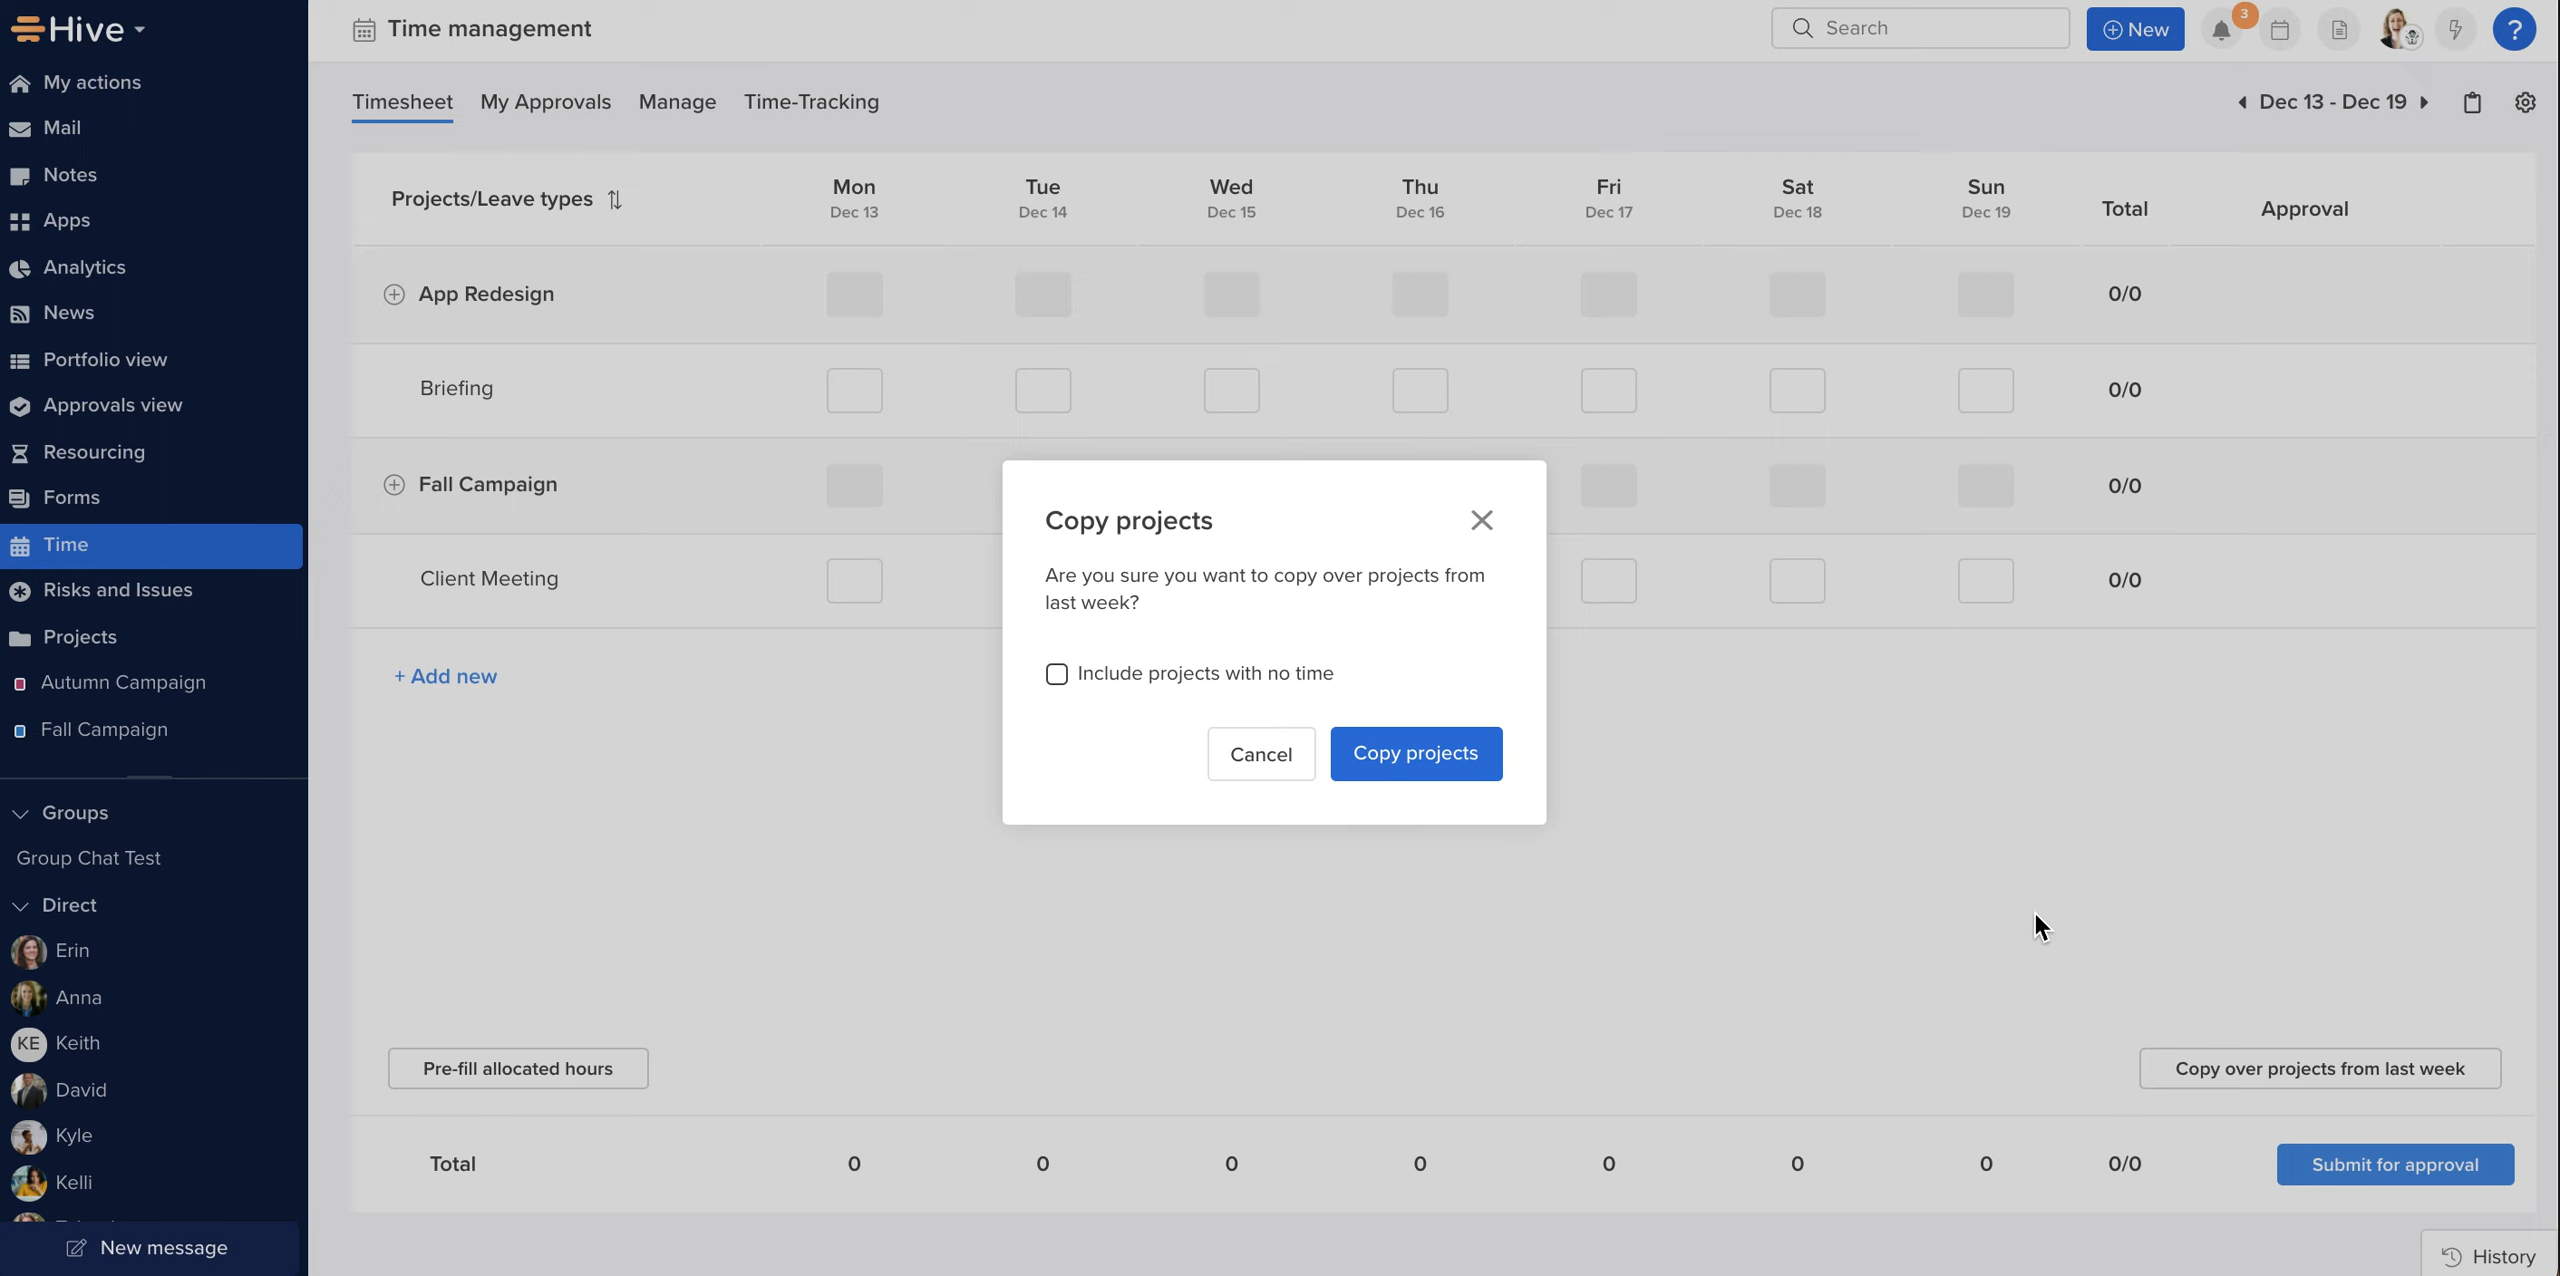 Hive
My actions
Mail
Notes
Apps
Analytics
News
Portfolio view
Approvals view
Resourcing
Forms
Time
Risks and Issues
Projects
Autumn Campaign
Fall Campaign
Groups
Group Chat Test
Direct
Erin
Anna
KE Keith
David
Kyle
Kelli
New message
Time management
Search
New
3
?
Timesheet My Approvals Manage Time-Tracking
Dec 13 - Dec 19
Projects/Leave types
Mon Tue Wed Thu Fri Sat Sun
Dec 13 Dec 14 Dec 15 Dec 16 Dec 17 Dec 18 Dec 19
Total Approval
App Redesign 0/0
Briefing 0/0
Fall Campaign 0/0
Client Meeting 0/0
+ Add new
Copy projects
Are you sure you want to copy over projects from
last week?
Include projects with no time
Cancel Copy projects
Pre-fill allocated hours Copy over projects from last week
Total 0 0 0 0 0 0 0 0/0 Submit for approval
History